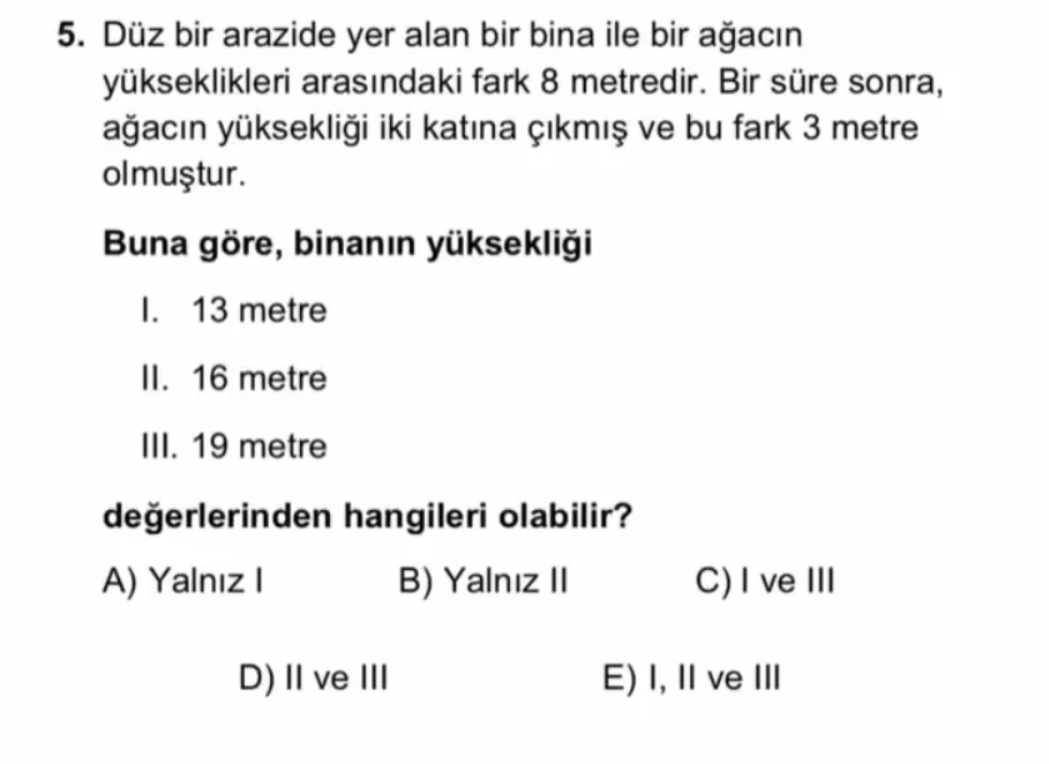 5. Düz bir arazide yer alan bir bina ile bir ağacın
yükseklikleri arasındaki fark 8 metredir. Bir süre sonra,
ağacın yüksekliği iki katına çıkmış ve bu fark 3 metre
olmuştur.
Buna göre, binanın yüksekliği
I. 13 metre
II. 16 metre
III. 19 metre
değerlerinden hangileri olabilir?
A) Yalnız I B) Yalnız II C) I ve III
D) II ve III E) I, II ve III